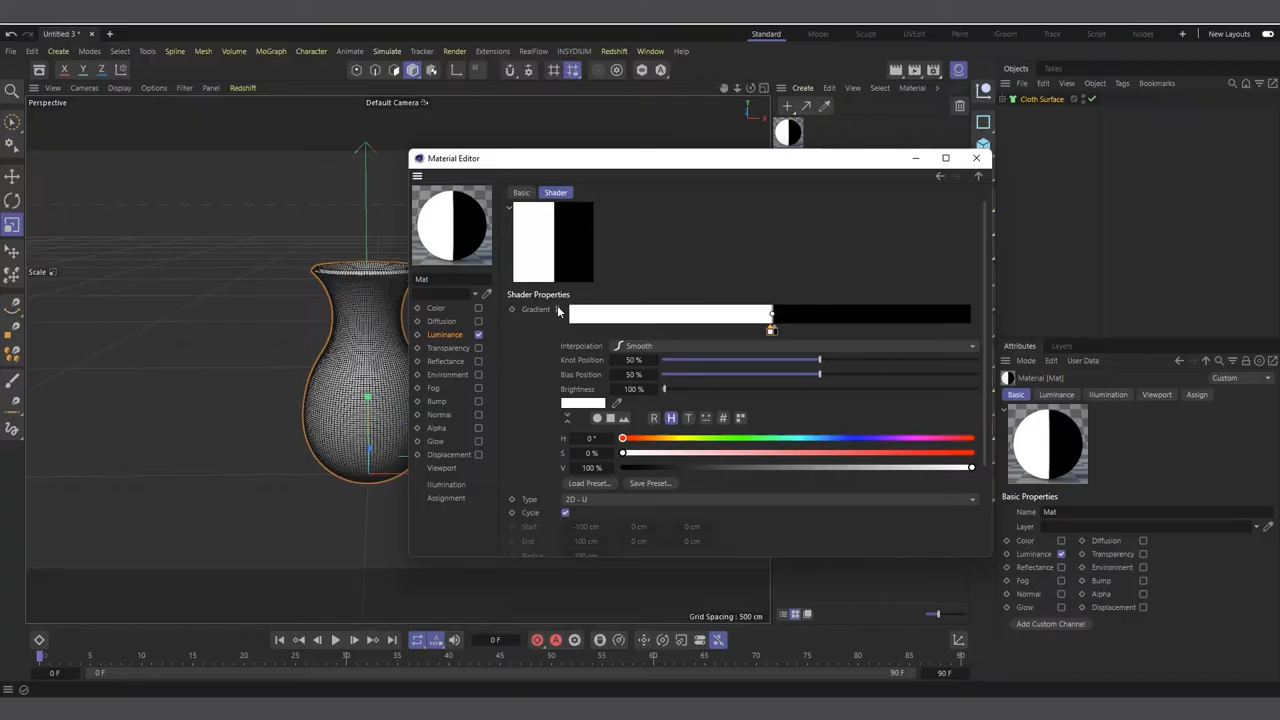 Untitled 3 *
Standard
Model
Sculpt
UVEdit
Paint
Groom
Track
Script
Nodes
New Layouts
File Edit Create Modes Select Tools Spline Mesh Volume MoGraph Character Animate Simulate Tracker Render Extensions RealFlow INSYDIUM Redshift Window Help
X Y Z
Objects Takes
View Cameras Display Options Filter Panel Redshift
Create Edit View Select Material
File Edit View Object Tags Bookmarks
Perspective
Default Camera
Y
X
Cloth Surface
Scale
Material Editor
Basic Shader
Mat
Color
Diffusion
Luminance
Transparency
Reflectance
Environment
Fog
Bump
Normal
Alpha
Glow
Displacement
Viewport
Illumination
Assignment
Shader Properties
Gradient
Interpolation Smooth
Knot Position 50 %
Bias Position 50 %
Brightness 100 %
R H T #
H 0 °
S 0 %
V 100 %
Load Preset... Save Preset...
Type 2D - U
Cycle
Start -100 cm 0 cm 0 cm
End 100 cm 0 cm 0 cm
Radius 100 cm
Attributes Layers
Mode Edit User Data
Material [Mat]
Custom
Basic Luminance Illumination Viewport Assign
Basic Properties
Name Mat
Layer
Color Diffusion
Luminance Transparency
Reflectance Environment
Fog Bump
Normal Alpha
Glow Displacement
Add Custom Channel
Grid Spacing : 500 cm
0 F
0 5 10 15 20 25 30 35 40 45 50 55 60 65 70 75 80 85 90
0 F 0 F 90 F 90 F